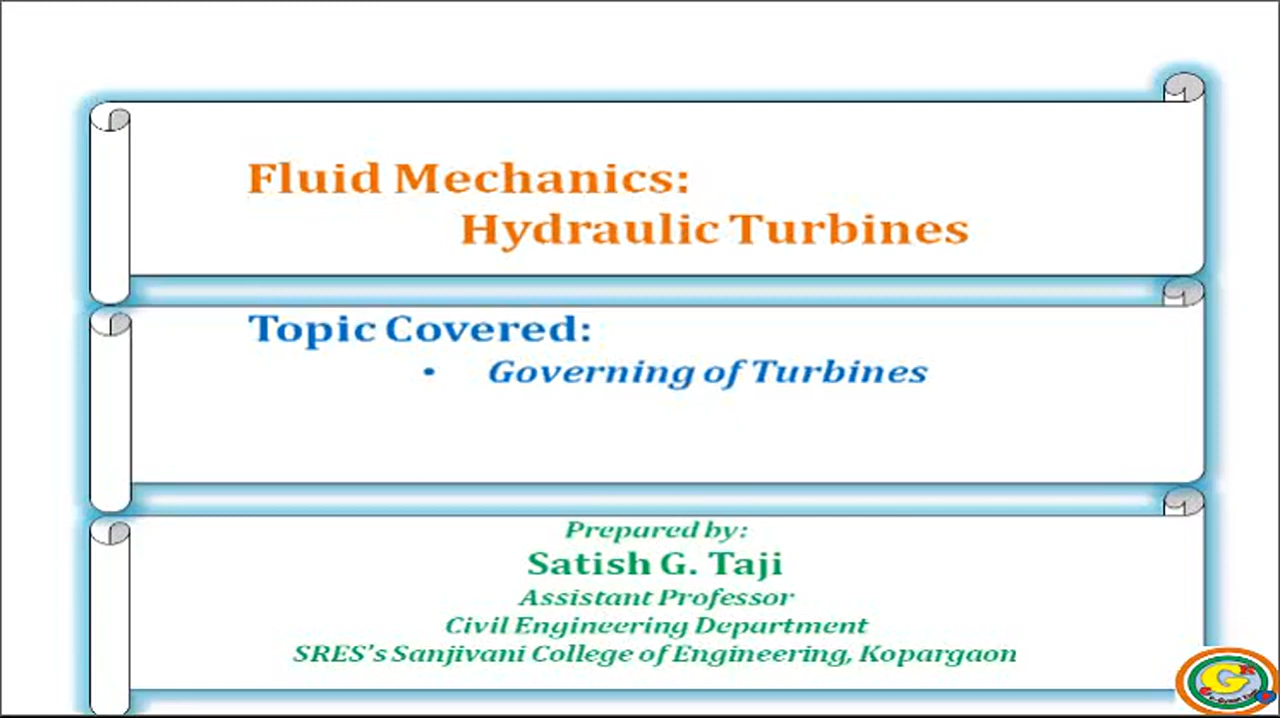 Fluid Mechanics:
Hydraulic Turbines
Topic Covered:
• Governing of Turbines
Prepared by:
Satish G. Taji
Assistant Professor
Civil Engineering Department
SRES's Sanjivani College of Engineering, Kopargaon
G